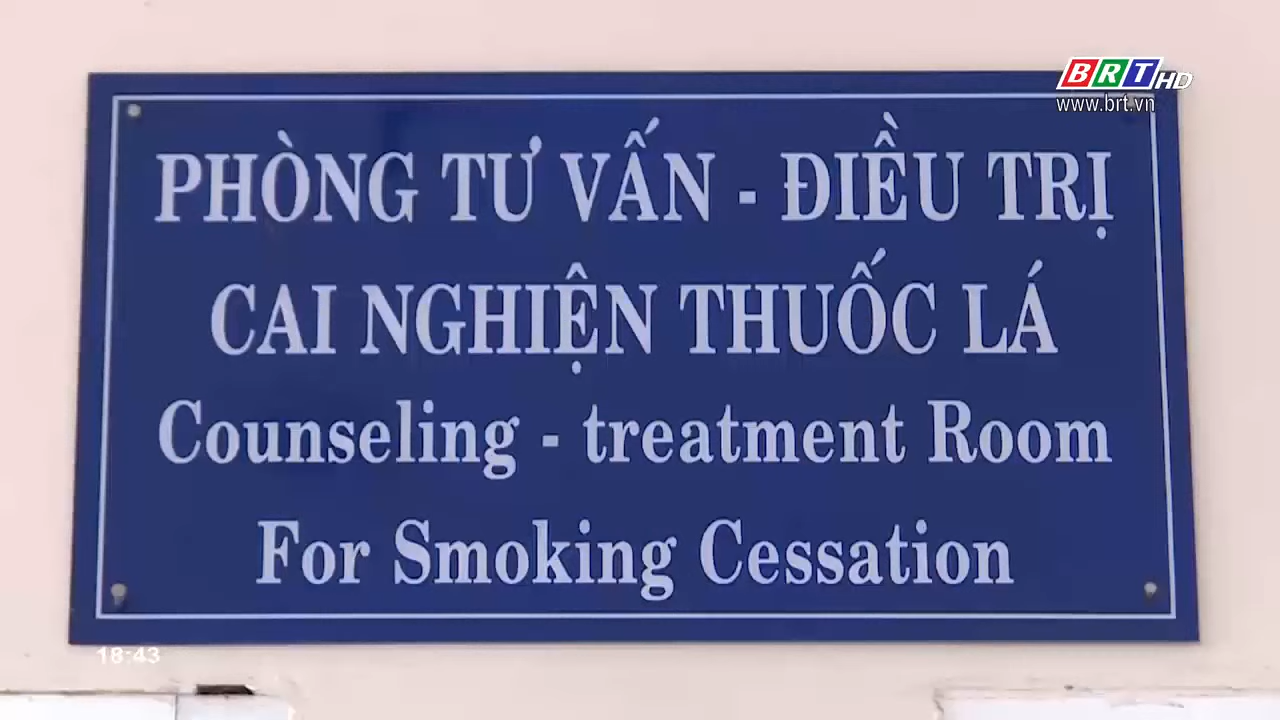 BRT HD
www.brt.vn
PHÒNG TƯ VẤN - ĐIỀU TRỊ
CAI NGHIỆN THUỐC LÁ
Counseling - treatment Room
For Smoking Cessation
18:43